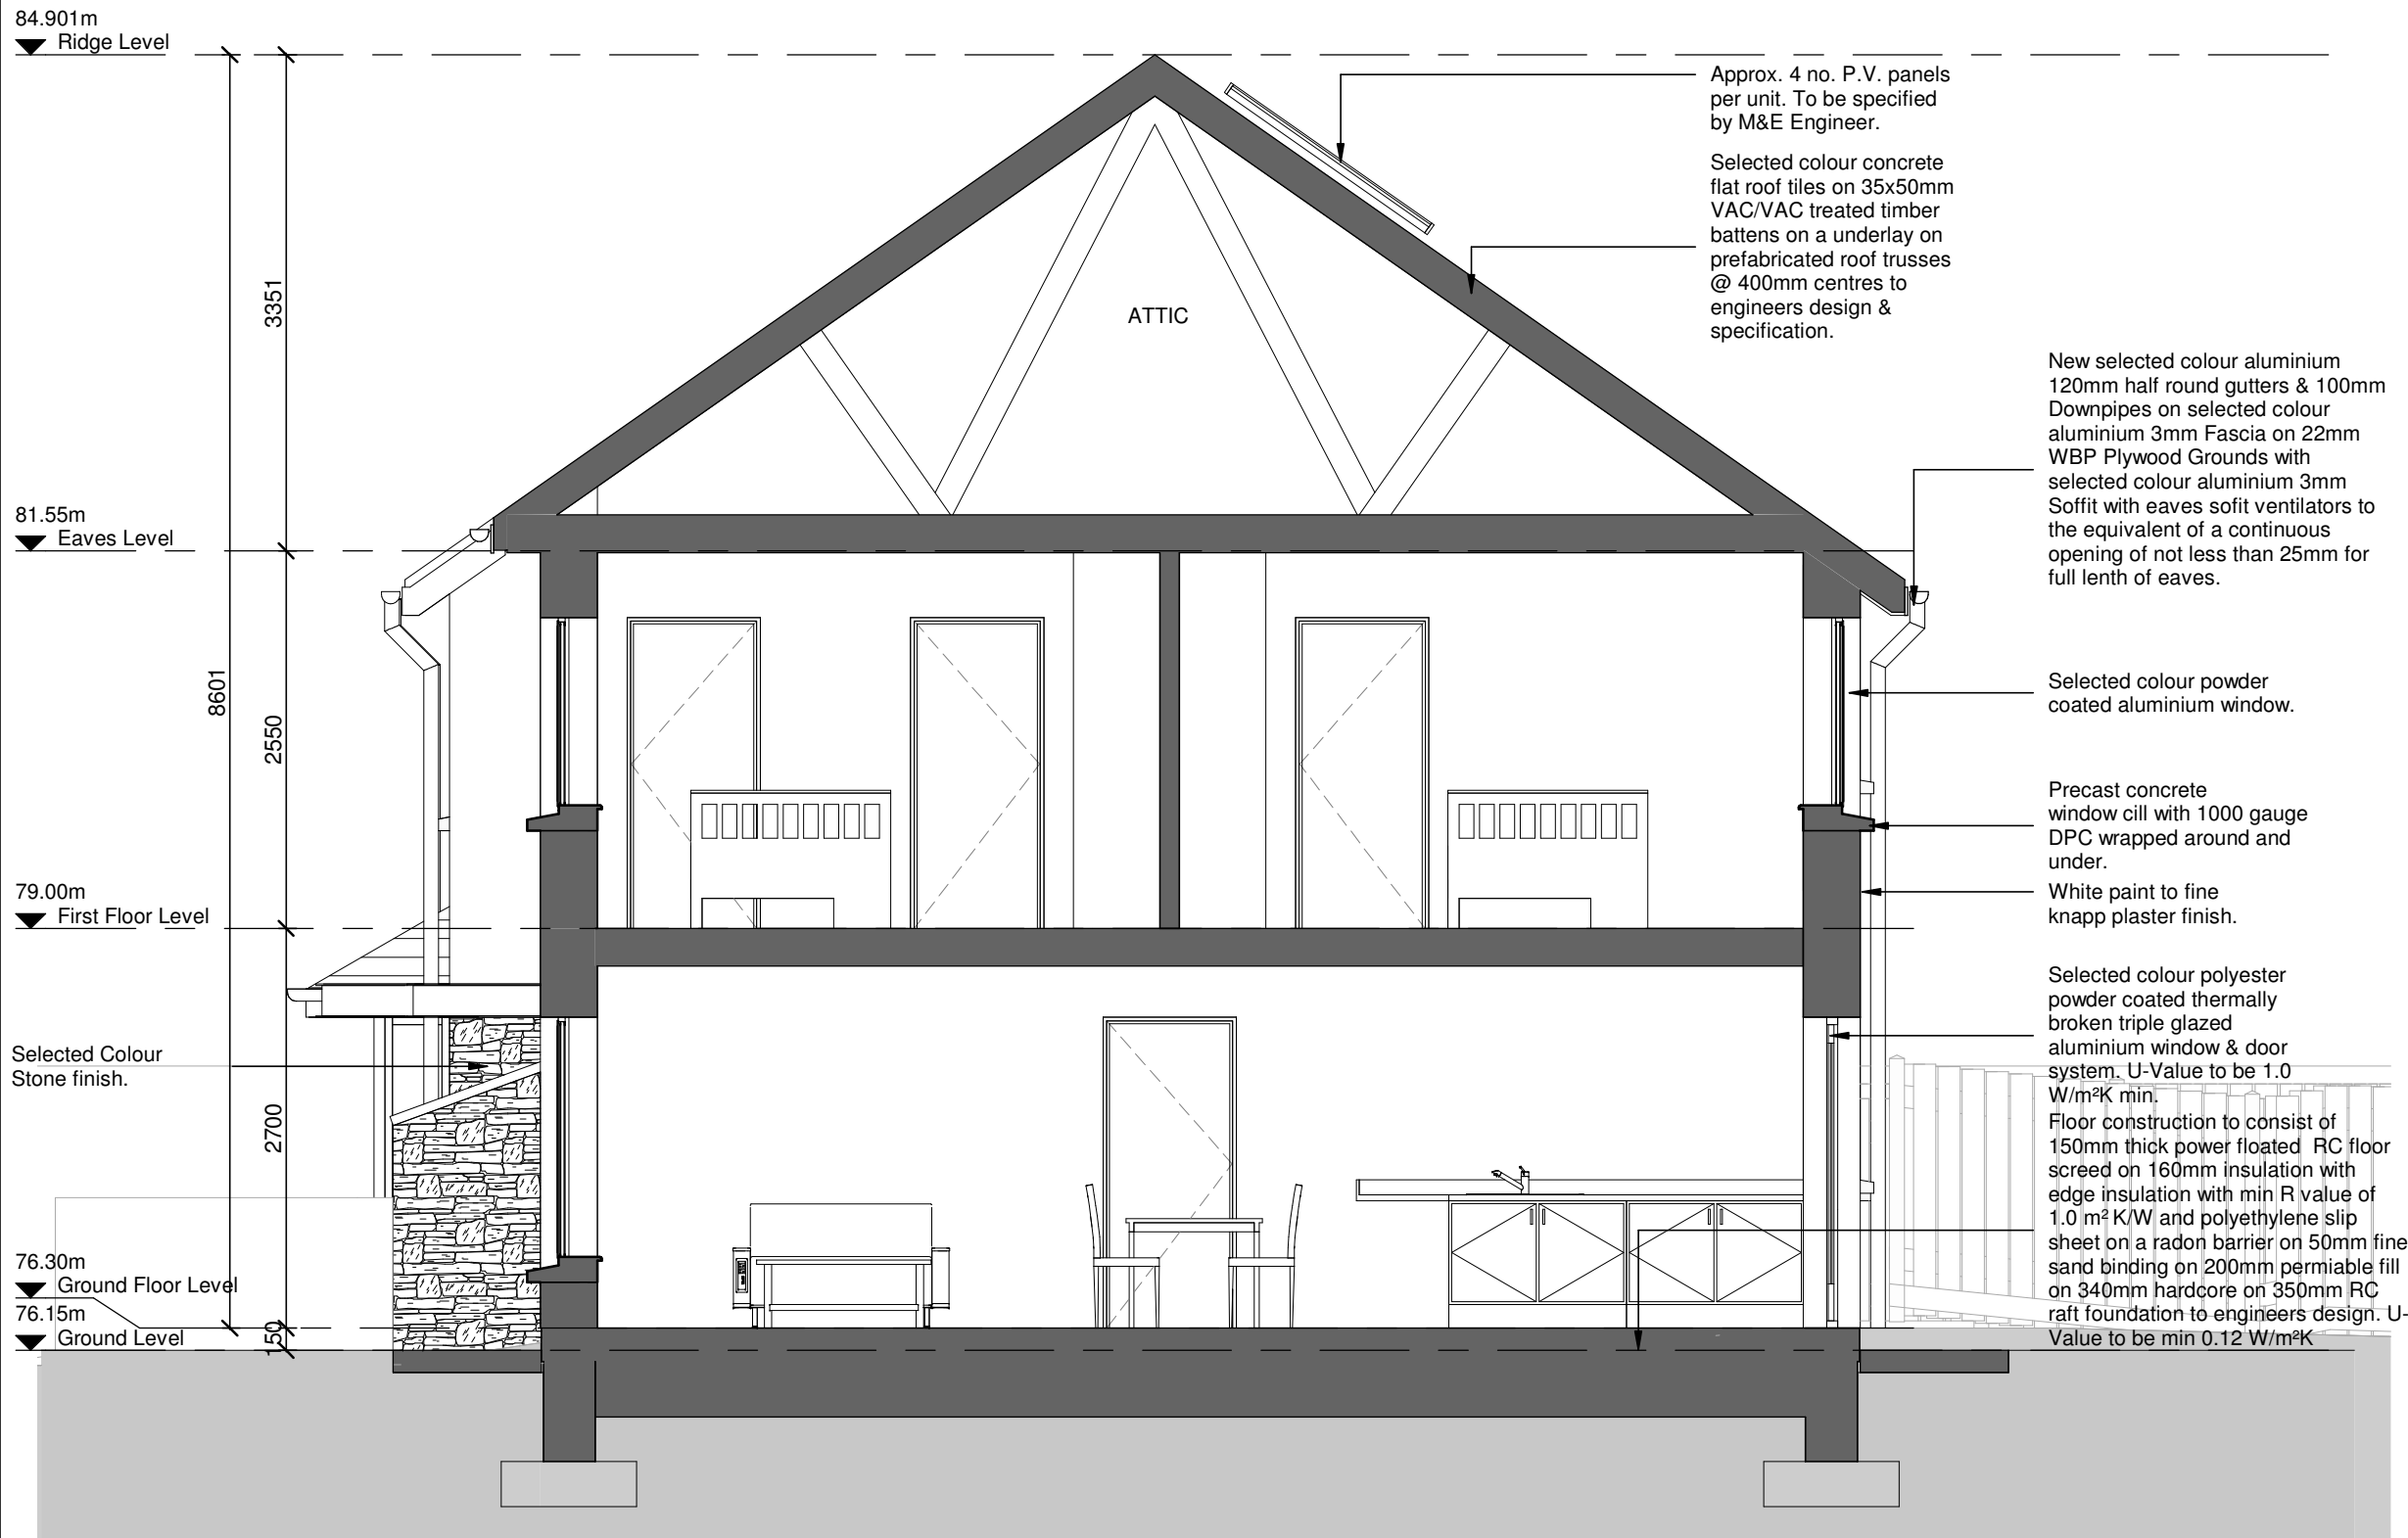 84.901m
Ridge Level
3351
81.55m
Eaves Level
8601
2550
79.00m
First Floor Level
Selected Colour
Stone finish.
2700
76.30m
Ground Floor Level
76.15m
Ground Level
150
ATTIC
Approx. 4 no. P.V. panels
per unit. To be specified
by M&E Engineer.
Selected colour concrete
flat roof tiles on 35x50mm
VAC/VAC treated timber
battens on a underlay on
prefabricated roof trusses
@ 400mm centres to
engineers design &
specification.
New selected colour aluminium
120mm half round gutters & 100mm
Downpipes on selected colour
aluminium 3mm Fascia on 22mm
WBP Plywood Grounds with
selected colour aluminium 3mm
Soffit with eaves sofit ventilators to
the equivalent of a continuous
opening of not less than 25mm for
full lenth of eaves.
Selected colour powder
coated aluminium window.
Precast concrete
window cill with 1000 gauge
DPC wrapped around and
under.
White paint to fine
knapp plaster finish.
Selected colour polyester
powder coated thermally
broken triple glazed
aluminium window & door
system. U-Value to be 1.0
W/m²K min.
Floor construction to consist of
150mm thick power floated RC floor
screed on 160mm insulation with
edge insulation with min R value of
1.0 m² K/W and polyethylene slip
sheet on a radon barrier on 50mm fine
sand binding on 200mm permiable fill
on 340mm hardcore on 350mm RC
raft foundation to engineers design. U-
Value to be min 0.12 W/m²K